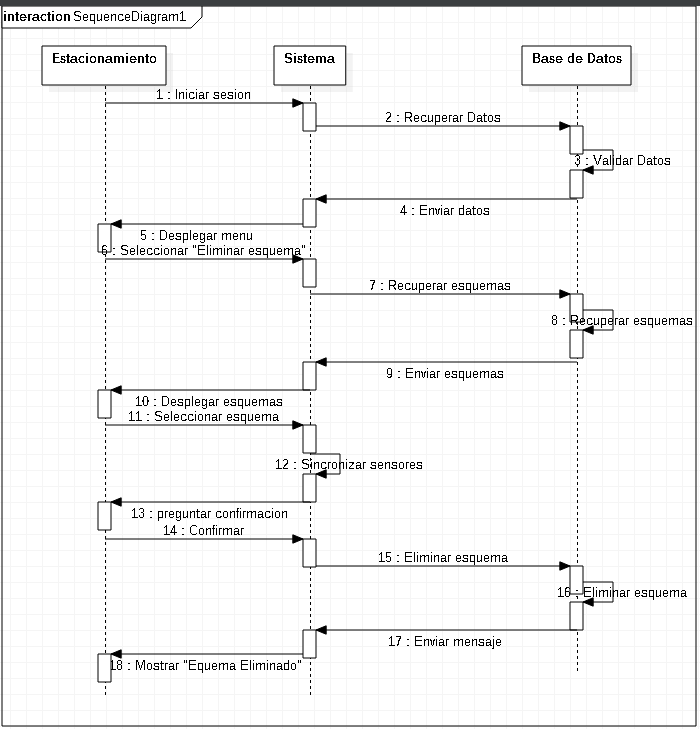 interaction SequenceDiagram1
Estacionamiento
Sistema
Base de Datos
1 : Iniciar sesion
2 : Recuperar Datos
3 : Validar Datos
4 : Enviar datos
5 : Desplegar menu
6 : Seleccionar "Eliminar esquema"
7 : Recuperar esquemas
8 : Recuperar esquemas
9 : Enviar esquemas
10 : Desplegar esquemas
11 : Seleccionar esquema
12 : Sincronizar sensores
13 : preguntar confirmacion
14 : Confirmar
15 : Eliminar esquema
16 : Eliminar esquema
17 : Enviar mensaje
18 : Mostrar "Equema Eliminado"